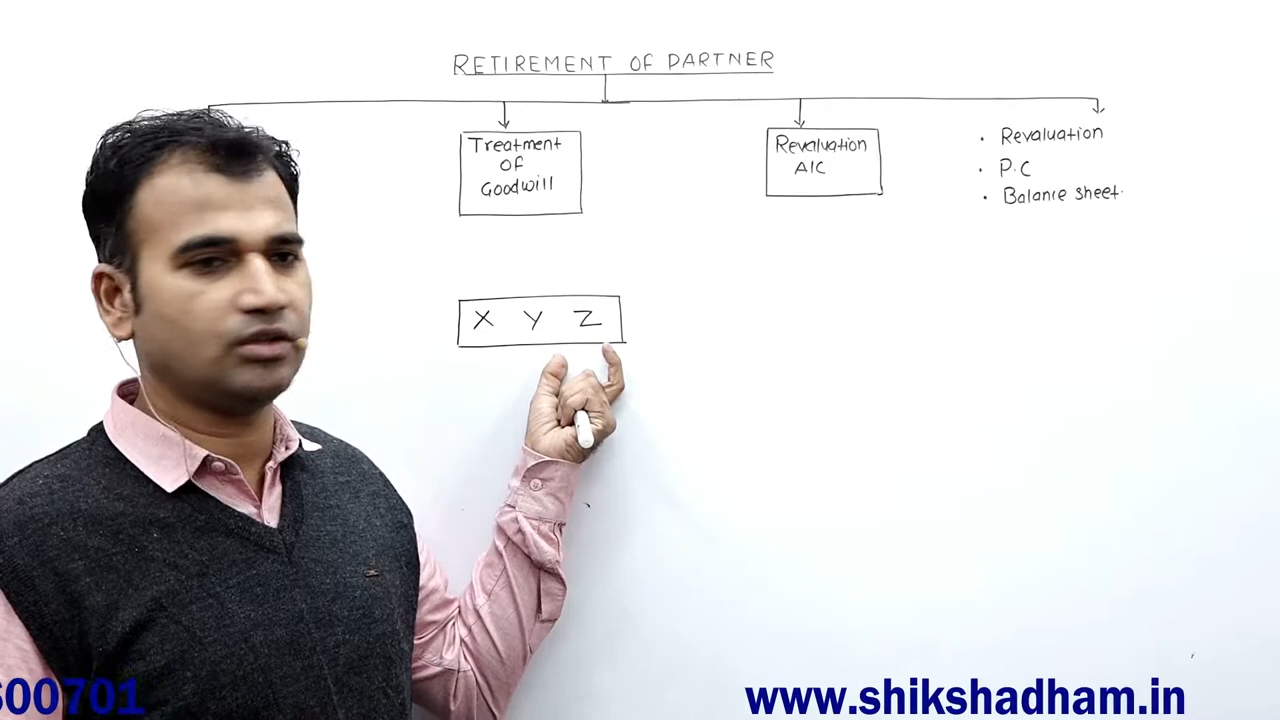 RETIREMENT OF PARTNER
Treatment
OF
Goodwill
Revaluation
A/C
· Revaluation
· P.C
· Balance sheet.
X Y Z
600701
www.shikshadham.in